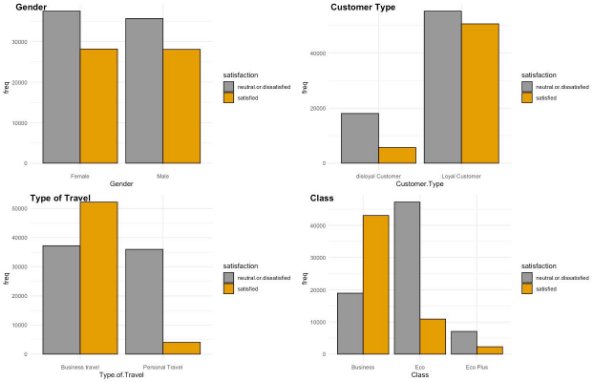 Gender
freq
30000
20000
10000
0
Female Male
Gender
satisfaction
neutral.or.dissatisfied
satisfied
Customer Type
freq
40000
20000
0
disloyal Customer Loyal Customer
Customer.Type
satisfaction
neutral.or.dissatisfied
satisfied
Type of Travel
freq
50000
40000
30000
20000
10000
0
Business travel Personal Travel
Type.of.Travel
satisfaction
neutral.or.dissatisfied
satisfied
Class
freq
40000
30000
20000
10000
0
Business Eco Eco Plus
Class
satisfaction
neutral.or.dissatisfied
satisfied